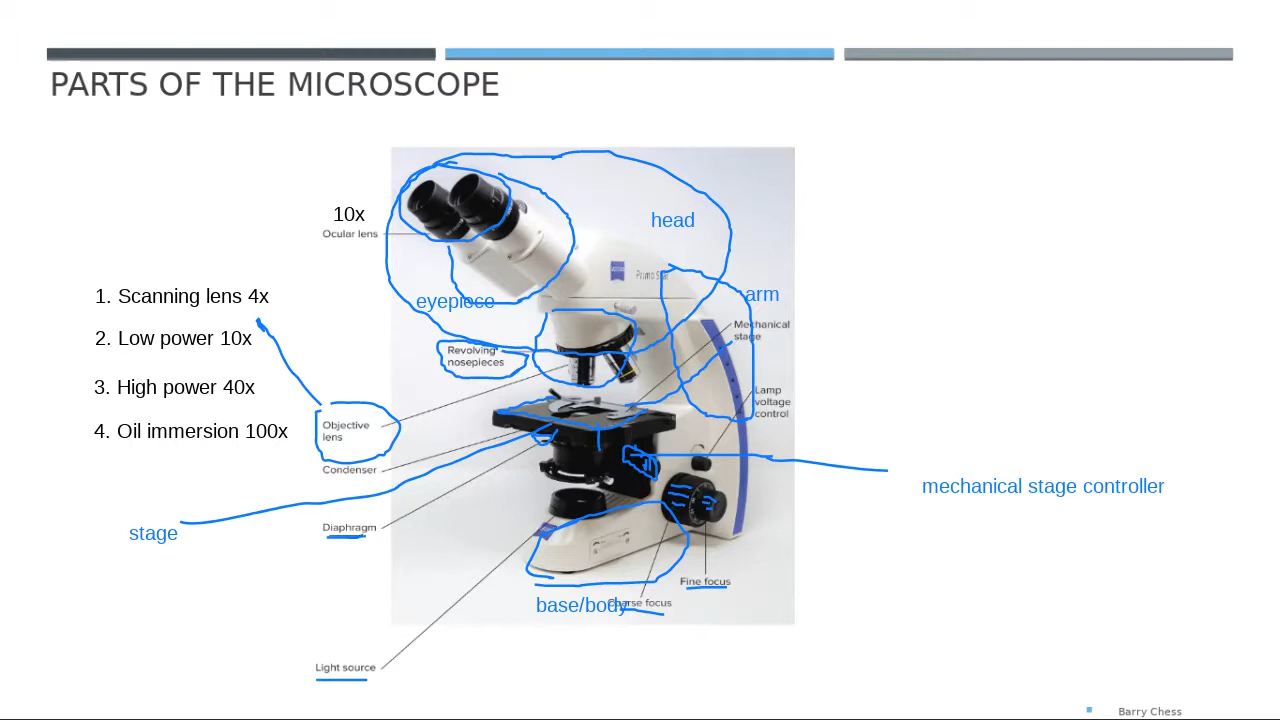 PARTS OF THE MICROSCOPE
10x
Ocular lens
head
eyepiece
arm
1. Scanning lens 4x
2. Low power 10x
3. High power 40x
4. Oil immersion 100x
Revolving
nosepieces
Mechanical
stage
Lamp
voltage
control
Objective
lens
Condenser
mechanical stage controller
stage
Diaphragm
Fine focus
base/body
focus
Light source
Barry Chess